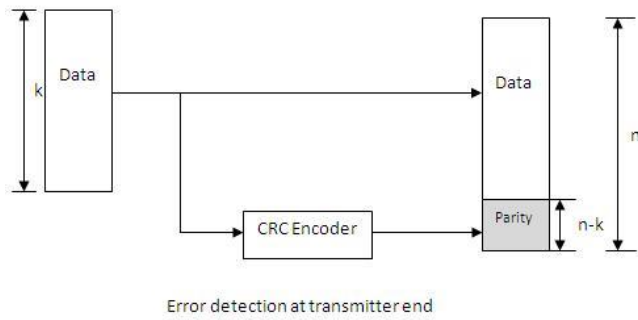 k
Data
Data
n
CRC Encoder
Parity
n-k
Error detection at transmitter end